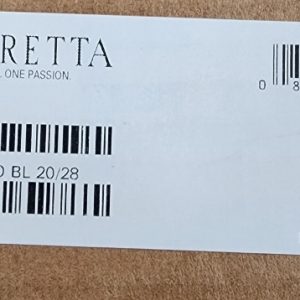 RETTA
ONE PASSION.
0 8
BL 20/28